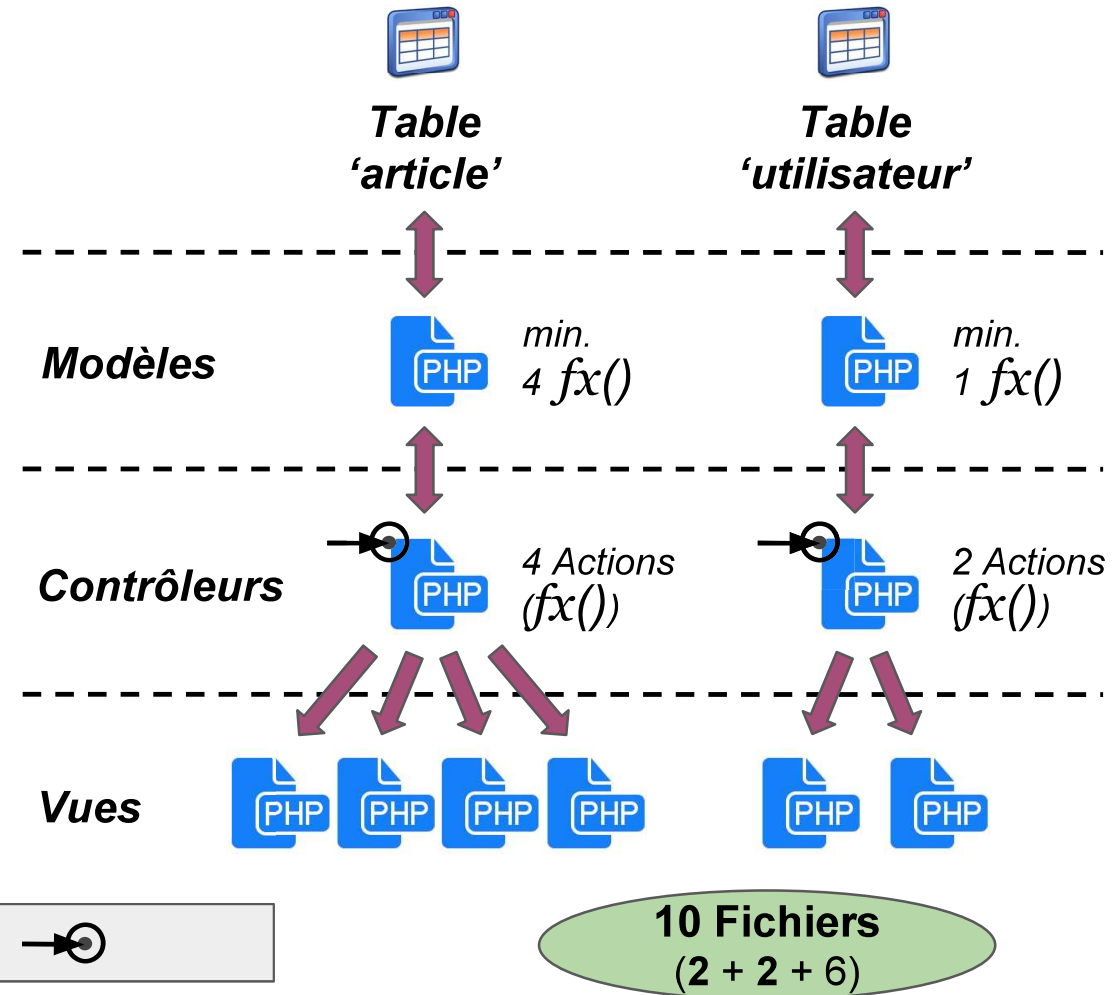 Table
‘article’
Table
‘utilisateur’
Modèles
PHP
min.
4 fx()
PHP
min.
1 fx()
Contrôleurs
PHP
4 Actions
(fx())
PHP
2 Actions
(fx())
Vues
PHP
PHP
PHP
PHP
PHP
PHP
10 Fichiers
(2 + 2 + 6)